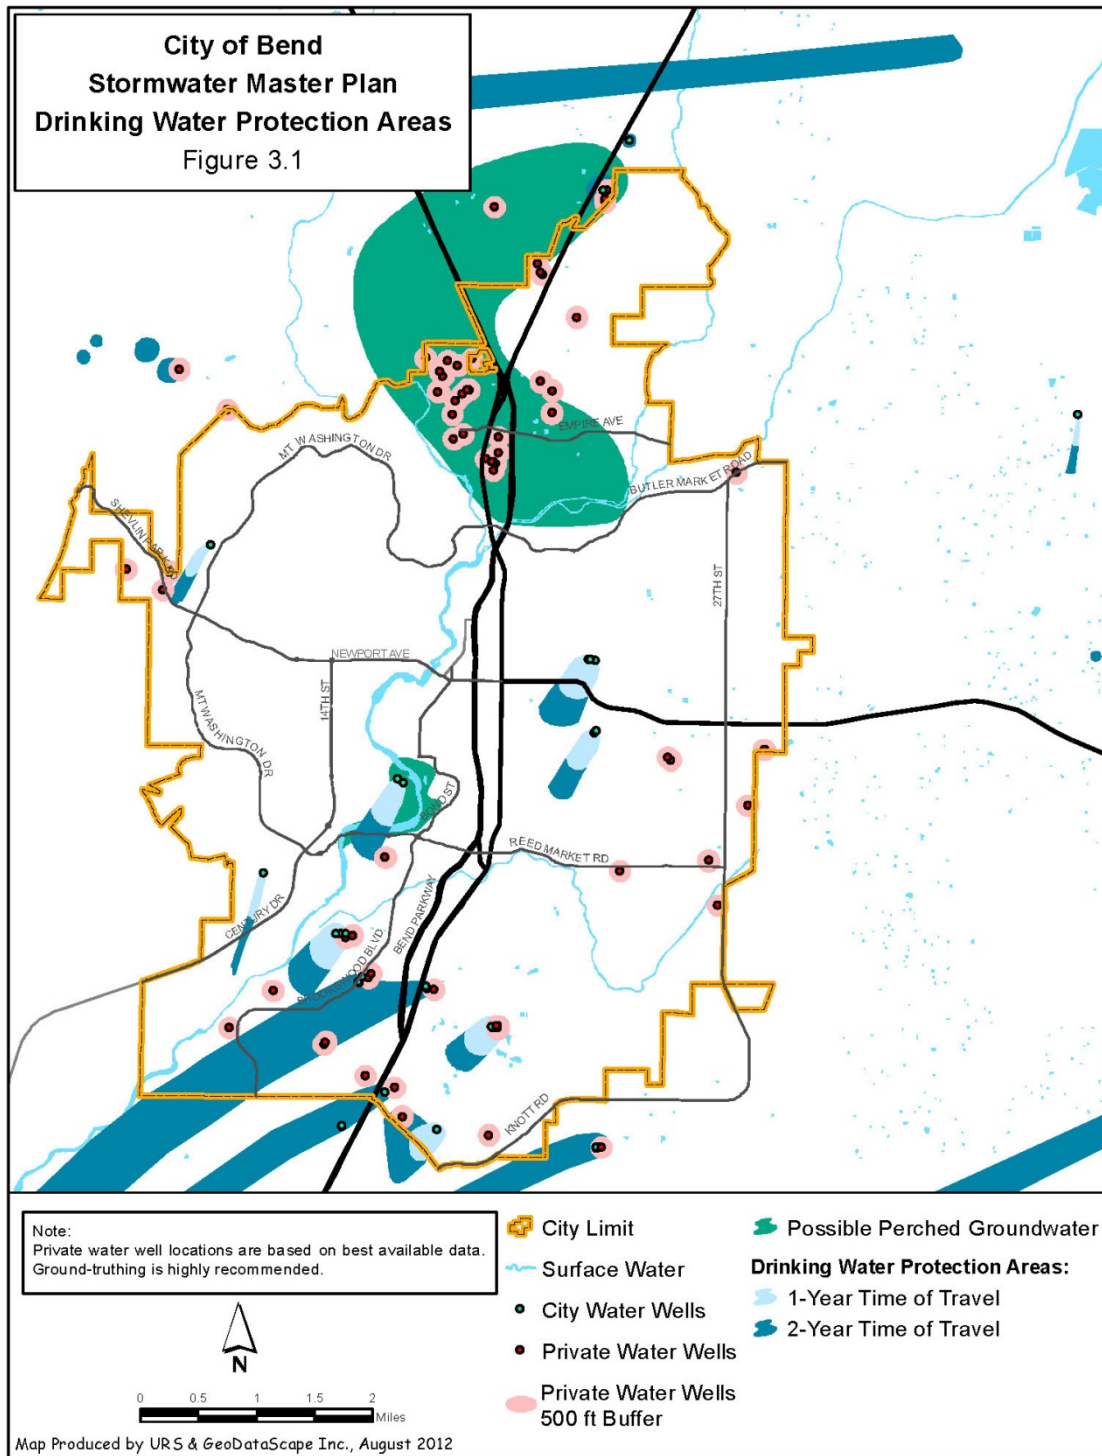 City of Bend
Stormwater Master Plan
Drinking Water Protection Areas
Figure 3.1
MT WASHINGTON DR
EMPIRE AVE
BUTLER MARKET ROAD
SHEVLIN PARK RD
27TH ST
NEWPORT AVE
14TH ST
MT WASHINGTON DR
BOND ST
REED MARKET RD
CENTURY DR
BEND PARKWAY
BROOKSWOOD BLVD
KNOTT RD
Note:
Private water well locations are based on best available data.
Ground-truthing is highly recommended.
N
0 0.5 1 1.5 2
Miles
City Limit
Surface Water
City Water Wells
Private Water Wells
Private Water Wells
500 ft Buffer
Possible Perched Groundwater
Drinking Water Protection Areas:
1-Year Time of Travel
2-Year Time of Travel
Map Produced by URS & GeoDataScape Inc., August 2012